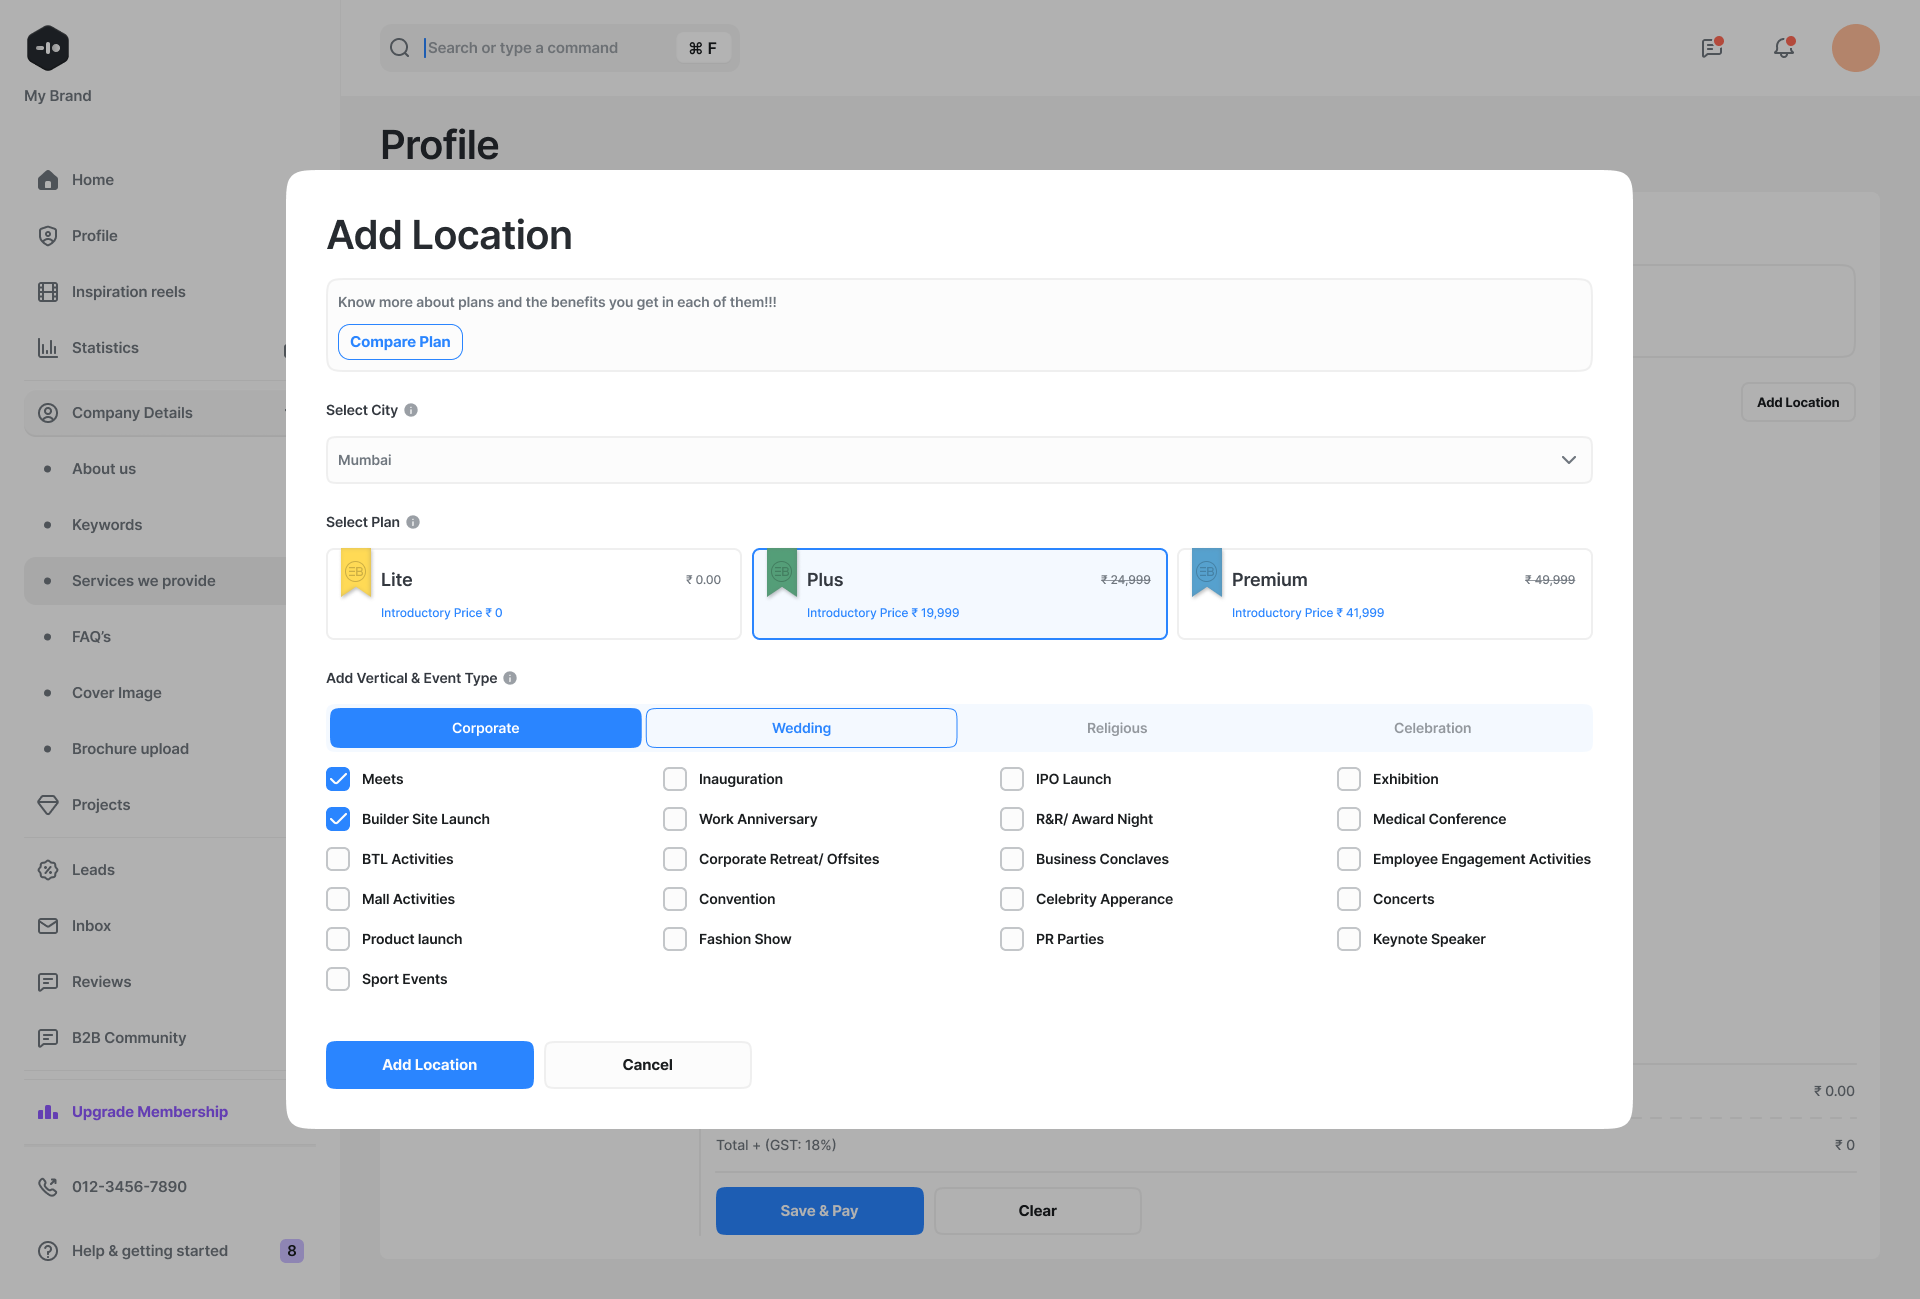 My Brand
Search or type a command
⌘ F
Profile
Home
Profile
Inspiration reels
Statistics
Company Details
About us
Keywords
Services we provide
FAQ's
Cover Image
Brochure upload
Projects
Leads
Inbox
Reviews
B2B Community
Upgrade Membership
012-3456-7890
Help & getting started 8
Add Location
Know more about plans and the benefits you get in each of them!!!
Compare Plan
Select City
Mumbai
Select Plan
Lite ₹ 0.00
Introductory Price ₹ 0
Plus ₹ 24,999
Introductory Price ₹ 19,999
Premium ₹ 49,999
Introductory Price ₹ 41,999
Add Vertical & Event Type
Corporate Wedding Religious Celebration
Meets Inauguration IPO Launch Exhibition
Builder Site Launch Work Anniversary R&R/ Award Night Medical Conference
BTL Activities Corporate Retreat/ Offsites Business Conclaves Employee Engagement Activities
Mall Activities Convention Celebrity Apperance Concerts
Product launch Fashion Show PR Parties Keynote Speaker
Sport Events
Add Location Cancel
Add Location
₹ 0.00
Total + (GST: 18%) ₹ 0
Save & Pay Clear